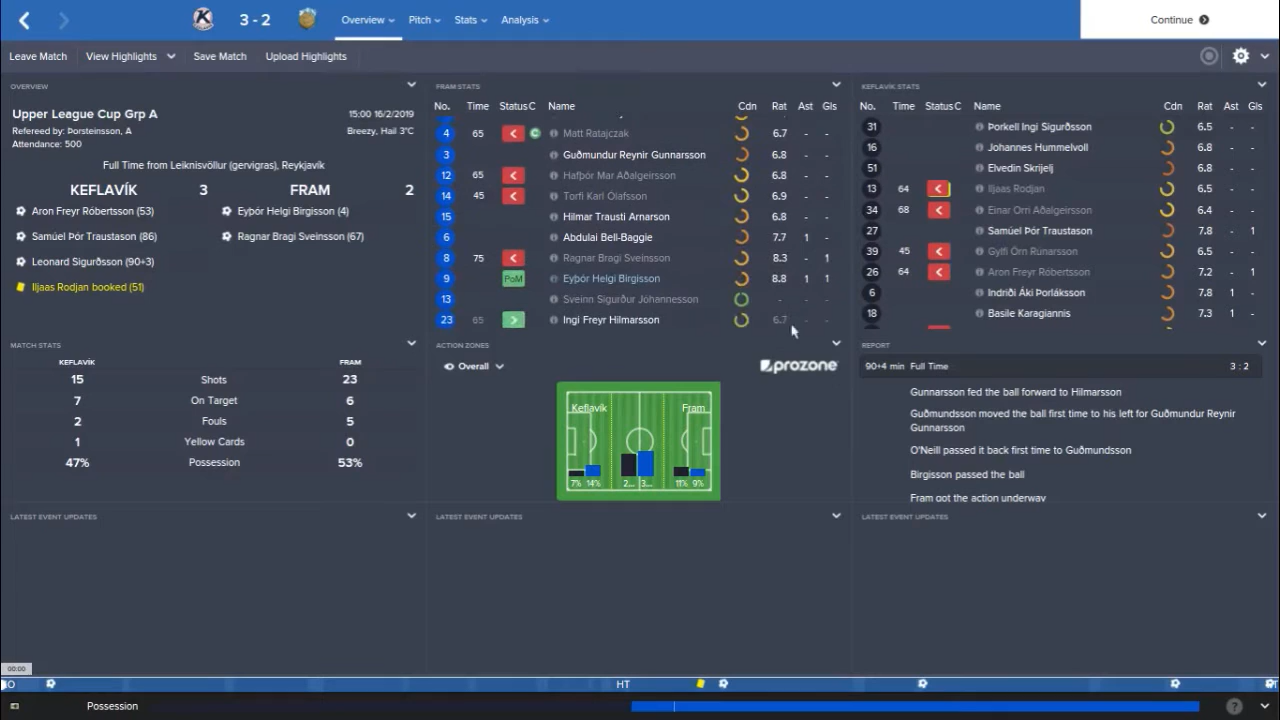 3 - 2
Overview
Pitch
Stats
Analysis
Continue
Leave Match
View Highlights
Save Match
Upload Highlights
OVERVIEW
Upper League Cup Grp A
15:00 16/2/2019
Refereed by: Þorsteinsson, A
Breezy, Hail 3°C
Attendance: 500
Full Time from Leiknisvöllur (gervigras), Reykjavík
KEFLAVÍK 3 FRAM 2
Aron Freyr Róbertsson (53)
Eyþór Helgi Birgisson (4)
Samúel Þór Traustason (86)
Ragnar Bragi Sveinsson (67)
Leonard Sigurðsson (90+3)
Iljaas Rodjan booked (51)
MATCH STATS
KEFLAVÍK FRAM
15 Shots 23
7 On Target 6
2 Fouls 5
1 Yellow Cards 0
47% Possession 53%
LATEST EVENT UPDATES
FRAM STATS
No. Time Status C Name Cdn Rat Ast Gls
4 65 C Matt Ratajczak 6.7 - -
3 Guðmundur Reynir Gunnarsson 6.8 - -
12 65 Hafþór Mar Aðalgeirsson 6.8 - -
14 45 Torfi Karl Ólafsson 6.9 - -
15 Hilmar Trausti Arnarson 6.8 - -
6 Abdulai Bell-Baggie 7.7 1 -
8 75 Ragnar Bragi Sveinsson 8.3 - 1
9 PoM Eyþór Helgi Birgisson 8.8 1 1
13 Sveinn Sigurður Jóhannesson - - -
23 65 Ingi Freyr Hilmarsson 6.7 - -
ACTION ZONES
Overall
prozone
Keflavík Fram
7% 14% 2... 3... 11% 9%
LATEST EVENT UPDATES
KEFLAVÍK STATS
No. Time Status C Name Cdn Rat Ast Gls
31 Þorkell Ingi Sigurðsson 6.5 - -
16 Johannes Hummelvoll 6.8 - -
51 Elvedin Skrijelj 6.8 - -
13 64 Iljaas Rodjan 6.5 - -
34 68 Einar Orri Aðalgeirsson 6.4 - -
27 Samúel Þór Traustason 7.8 - 1
39 45 Gylfi Örn Rúnarsson 6.5 - -
26 64 Aron Freyr Róbertsson 7.2 - 1
6 Indriði Áki Þorláksson 7.8 1 -
18 Basile Karagiannis 7.3 1 -
REPORT
90+4 min Full Time 3 : 2
Gunnarsson fed the ball forward to Hilmarsson
Guðmundsson moved the ball first time to his left for Guðmundur Reynir
Gunnarsson
O'Neill passed it back first time to Guðmundsson
Birgisson passed the ball
Fram got the action underway
LATEST EVENT UPDATES
00:00
HT
Possession